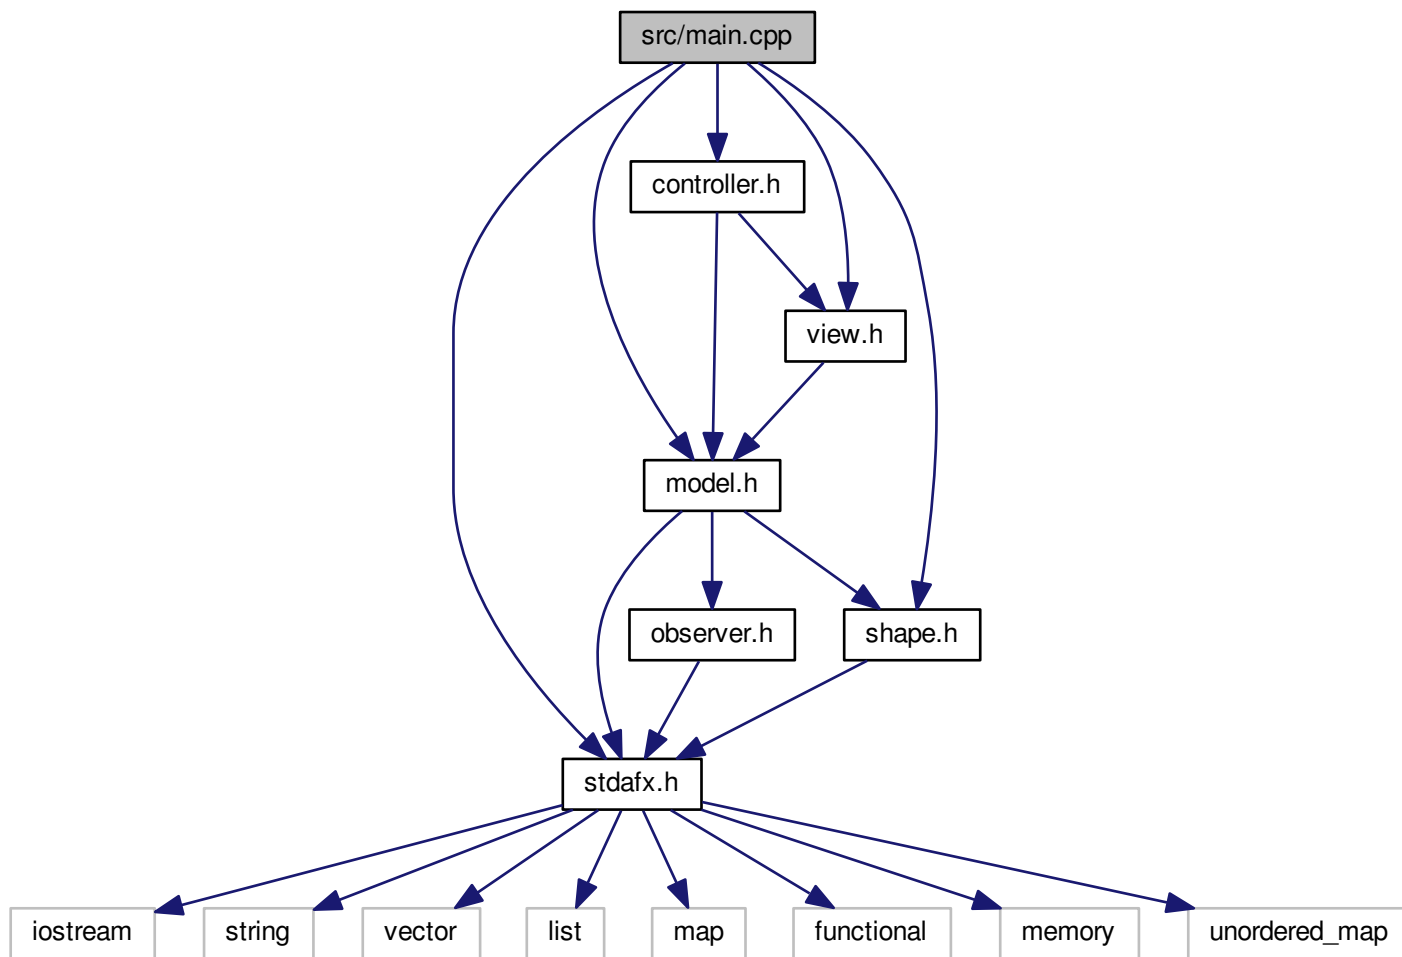 src/main.cpp
controller.h
view.h
model.h
observer.h
shape.h
stdafx.h
iostream
string
vector
list
map
functional
memory
unordered_map